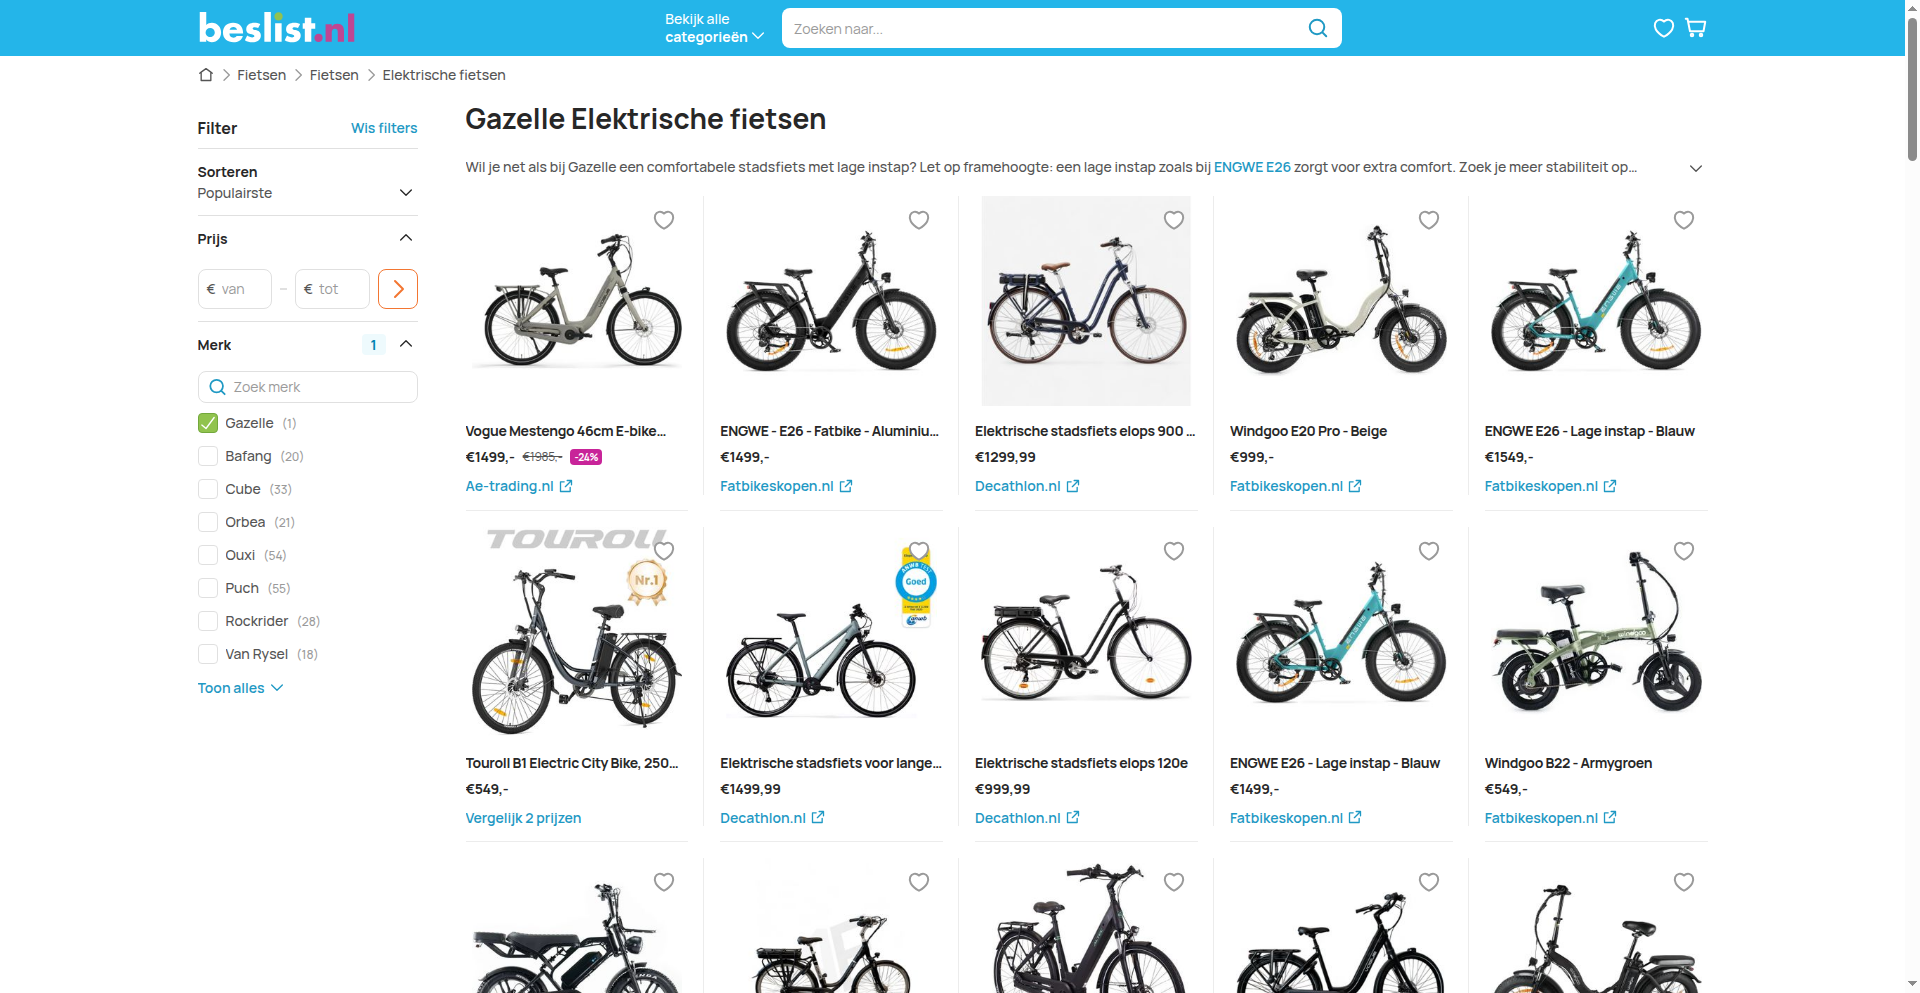 beslist.nl
Bekijk alle
categorieën
Zoeken naar...
Fietsen
Fietsen
Elektrische fietsen
Filter
Wis filters
Sorteren
Populairste
Prijs
€ van
–
€ tot
Merk
1
Zoek merk
Gazelle (1)
Bafang (20)
Cube (33)
Orbea (21)
Ouxi (54)
Puch (55)
Rockrider (28)
Van Rysel (18)
Toon alles
Gazelle Elektrische fietsen
Wil je net als bij Gazelle een comfortabele stadsfiets met lage instap? Let op framehoogte: een lage instap zoals bij ENGWE E26 zorgt voor extra comfort. Zoek je meer stabiliteit op...
Vogue Mestengo 46cm E-bike...
€1499,- €1985,- -24%
Ae-trading.nl
ENGWE - E26 - Fatbike - Aluminiu...
€1499,-
Fatbikeskopen.nl
Elektrische stadsfiets elops 900 ...
€1299,99
Decathlon.nl
Windgoo E20 Pro - Beige
€999,-
Fatbikeskopen.nl
ENGWE E26 - Lage instap - Blauw
€1549,-
Fatbikeskopen.nl
TOUROLL
Nr.1
Touroll B1 Electric City Bike, 250...
€549,-
Vergelijk 2 prijzen
Goed
Elektrische stadsfiets voor lange...
€1499,99
Decathlon.nl
Elektrische stadsfiets elops 120e
€999,99
Decathlon.nl
ENGWE E26 - Lage instap - Blauw
€1499,-
Fatbikeskopen.nl
Windgoo B22 - Armygroen
€549,-
Fatbikeskopen.nl